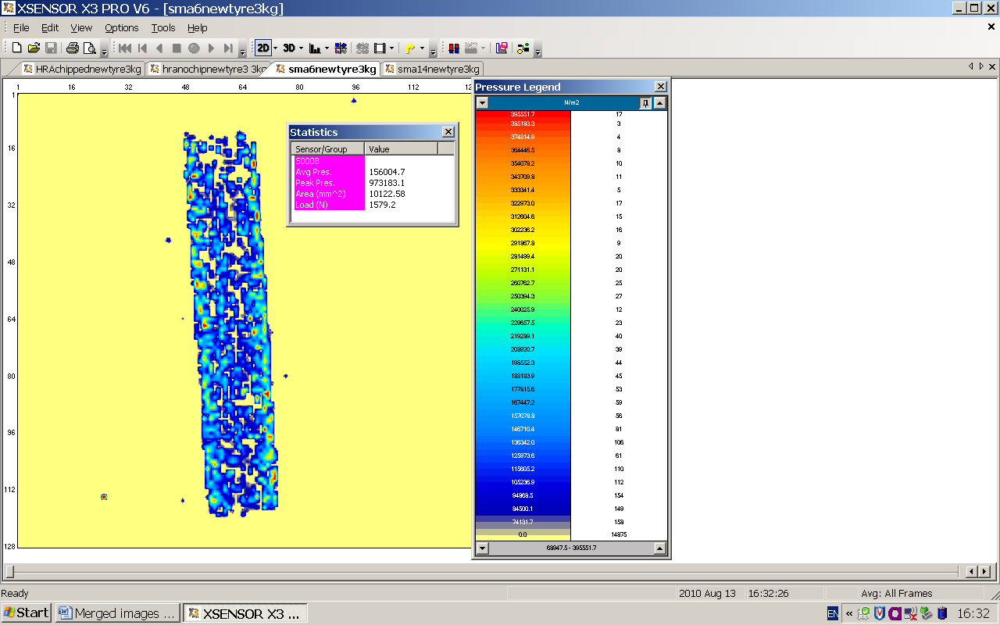 XSENSOR X3 PRO V6 - [sma6newtyre3kg]
File Edit View Options Tools Help
2D 3D
HRAchippednewtyre3kg hranochipnewtyre3 3kg sma6newtyre3kg sma14newtyre3kg
1 16 32 48 64 80 96 112
1
16
32
48
64
80
96
112
128
Statistics
Sensor/Group Value
S0008
Avg Pres. 156004.7
Peak Pres. 973183.1
Area (mm^2) 10122.58
Load (N) 1579.2
Pressure Legend
N/m2
395551.7 17
385183.3 3
374814.9 4
364446.5 8
354078.2 10
343709.8 11
333341.4 5
322973.0 17
312604.6 15
302236.2 16
291867.8 9
281499.4 20
271131.1 20
260762.7 25
250394.3 27
240025.9 12
229657.5 23
219289.1 40
208920.7 39
198552.3 44
188183.9 45
177815.6 53
167447.2 59
157078.8 56
146710.4 81
136342.0 106
125973.6 61
115605.2 110
105236.9 112
94868.5 154
84500.1 149
74131.7 158
0.0 14875
68947.5 - 395551.7
Ready 2010 Aug 13 16:32:26 Avg: All Frames
Start Merged images ... XSENSOR X3 ... EN « 16:32